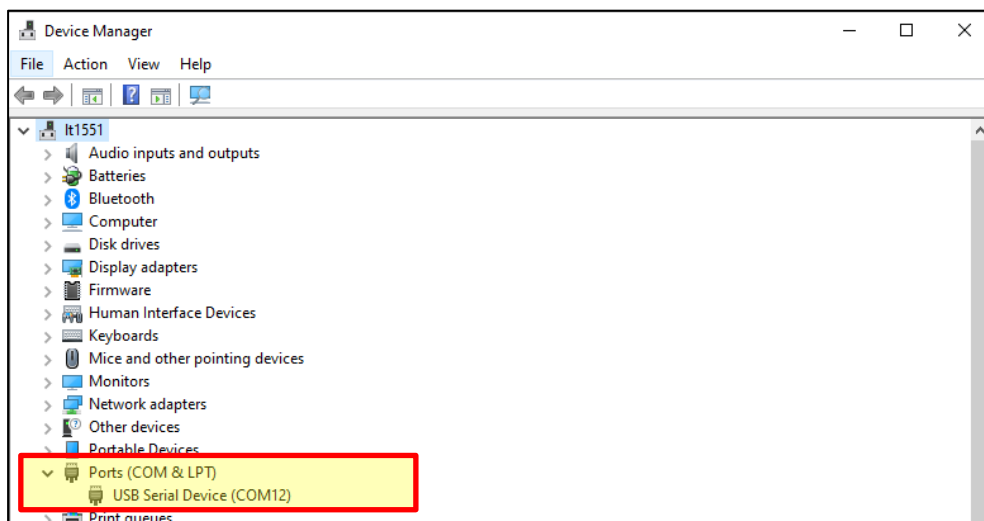 Device Manager
File Action View Help
lt1551
Audio inputs and outputs
Batteries
Bluetooth
Computer
Disk drives
Display adapters
Firmware
Human Interface Devices
Keyboards
Mice and other pointing devices
Monitors
Network adapters
Other devices
Portable Devices
Ports (COM & LPT)
USB Serial Device (COM12)
Print queues